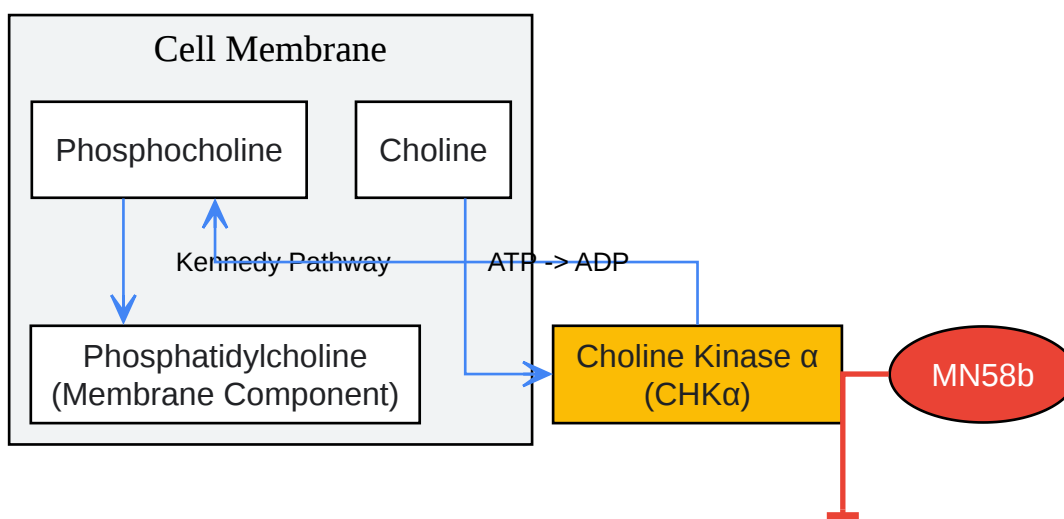 Cell Membrane
Phosphocholine
Choline
Kennedy Pathway
ATP -> ADP
Phosphatidylcholine
(Membrane Component)
Choline Kinase α
(CHKα)
MN58b